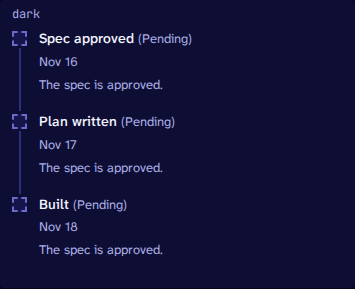 dark
Spec approved (Pending)
Nov 16
The spec is approved.
Plan written (Pending)
Nov 17
The spec is approved.
Built (Pending)
Nov 18
The spec is approved.